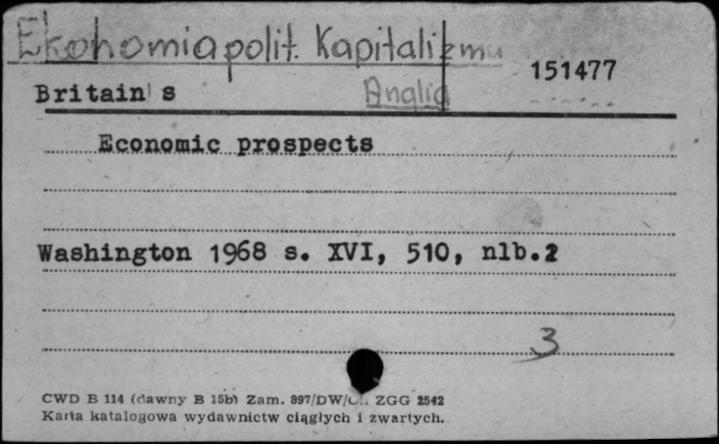 Ekonomia polit. Kapitalizmu
151477
Britain's
Anglia
Economic prospects
Washington 1968 s. XVI, 510, nlb.2
3
CWD B 114 (dawny B 15b) Zam. 897/DW/ ZGG 2542
Karta katalogowa wydawnictw ciągłych i zwartych.